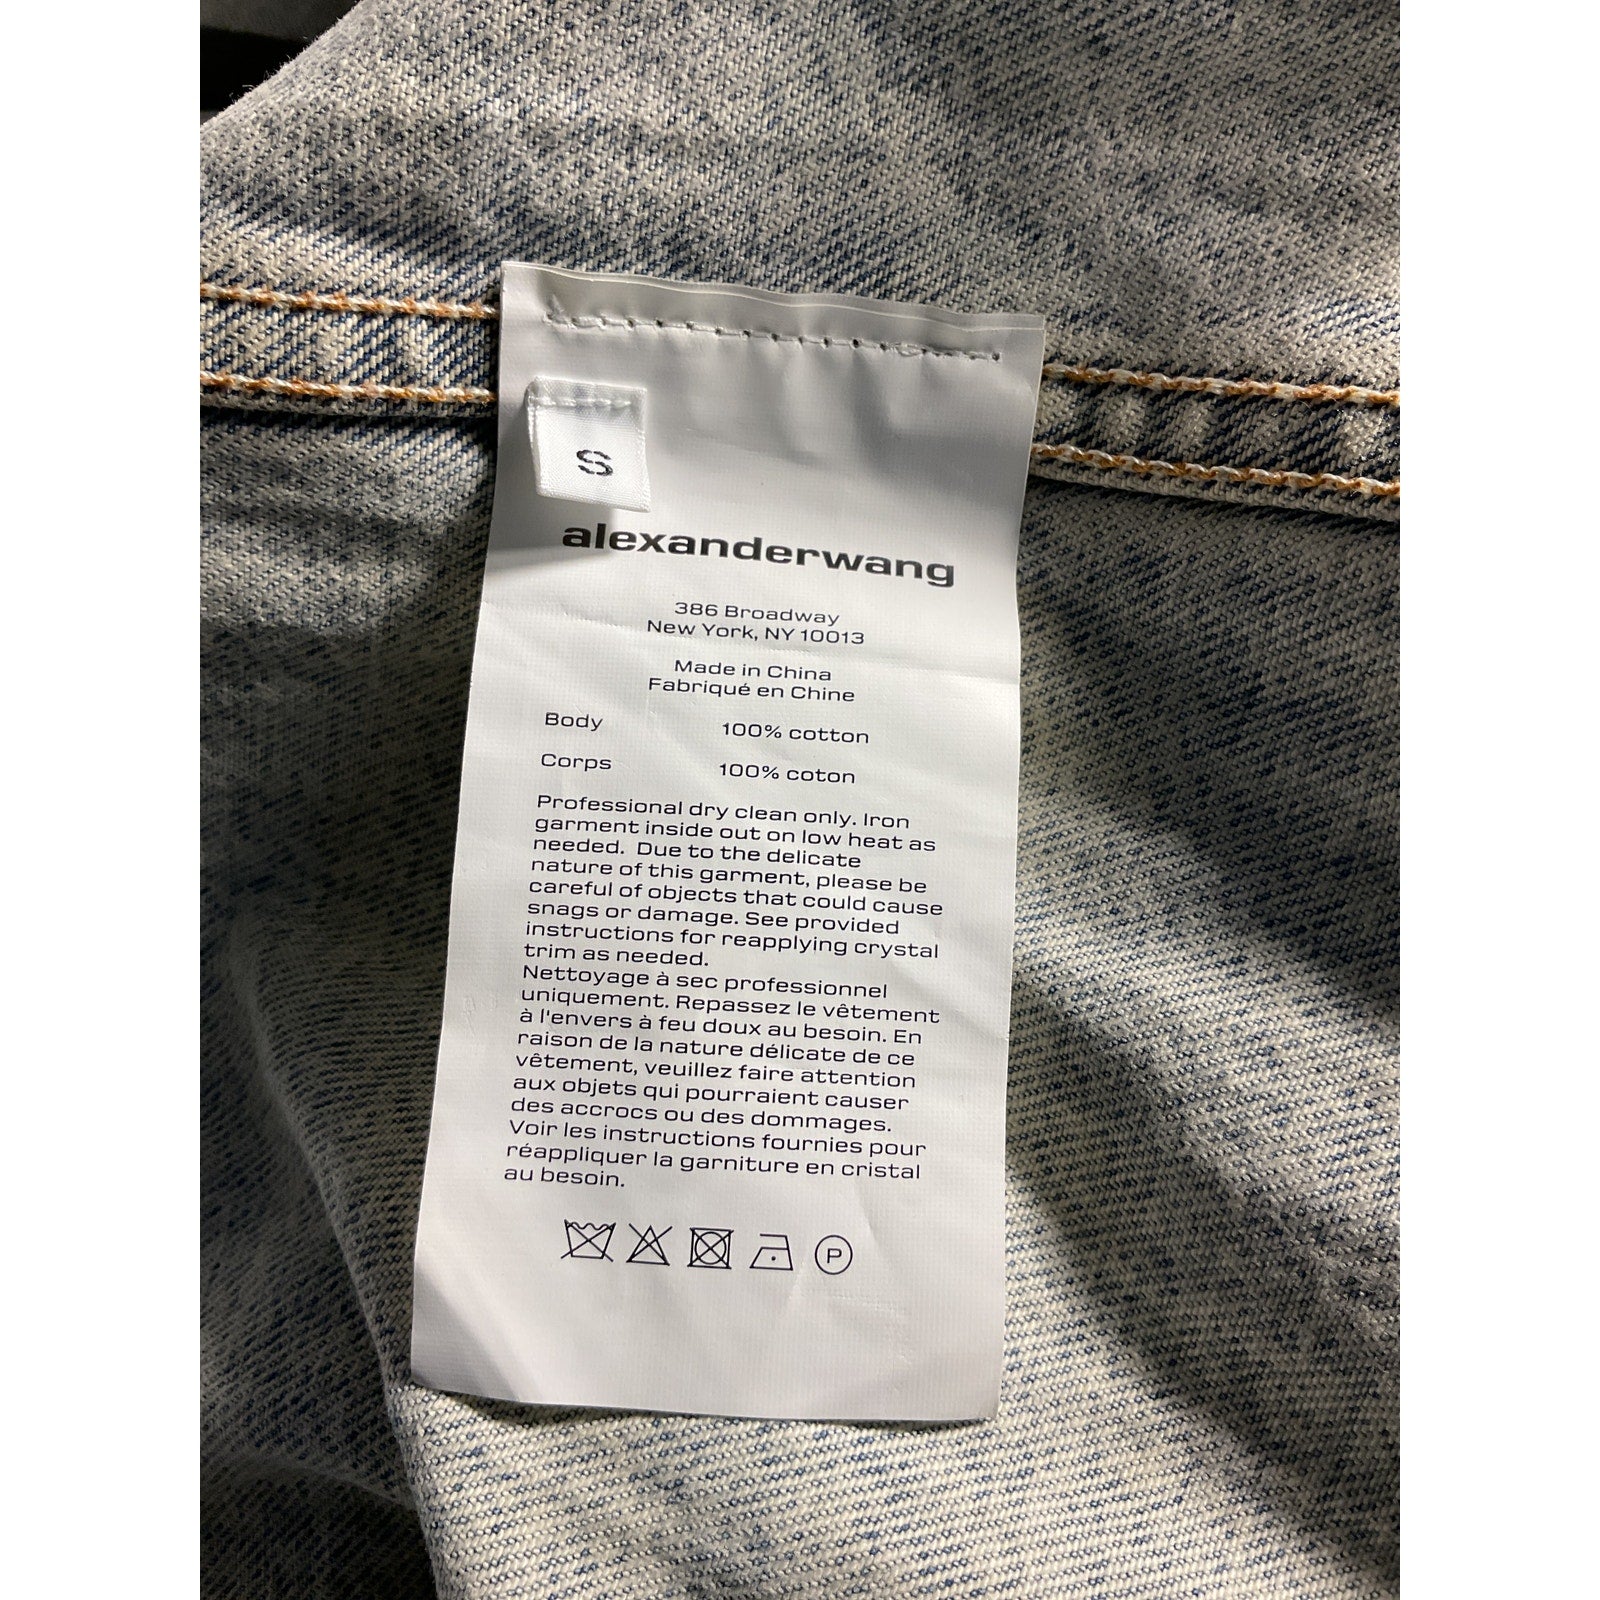 S
alexanderwang
386 Broadway
New York, NY 10013
Made in China
Fabriqué en Chine
Body 100% cotton
Corps 100% coton
Professional dry clean only. Iron
garment inside out on low heat as
needed. Due to the delicate
nature of this garment, please be
careful of objects that could cause
snags or damage. See provided
instructions for reapplying crystal
trim as needed.
Nettoyage à sec professionnel
uniquement. Repassez le vêtement
à l'envers à feu doux au besoin. En
raison de la nature délicate de ce
vêtement, veuillez faire attention
aux objets qui pourraient causer
des accrocs ou des dommages.
Voir les instructions fournies pour
réappliquer la garniture en cristal
au besoin.
P